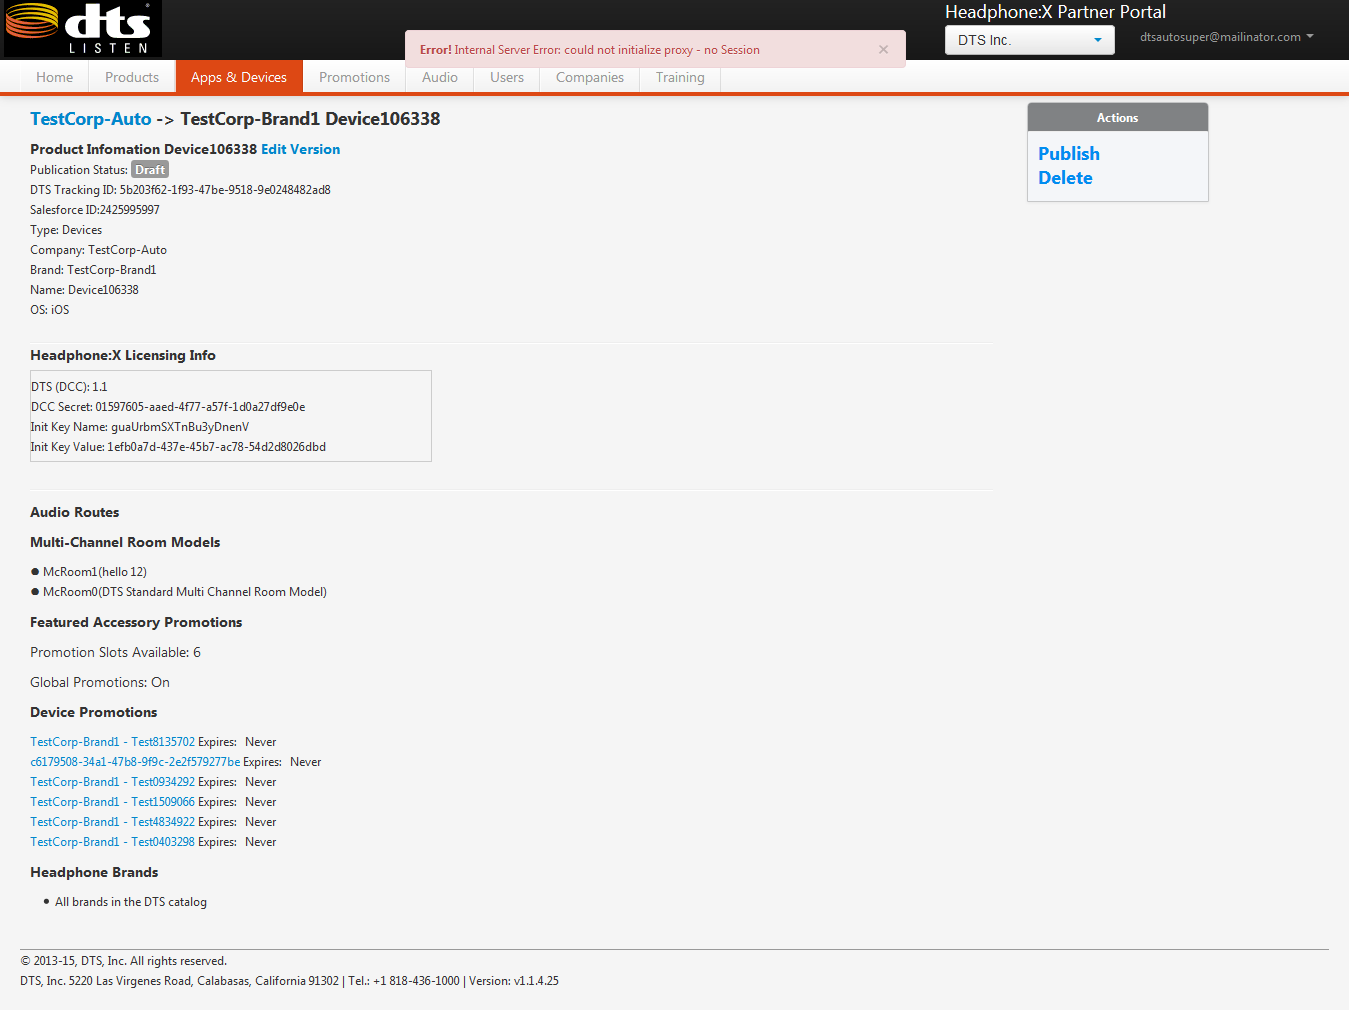 dts®
LISTEN
Headphone:X Partner Portal
DTS Inc.
dtsautosuper@mailinator.com
Error! Internal Server Error: could not initialize proxy - no Session ×
Home Products Apps & Devices Promotions Audio Users Companies Training
TestCorp-Auto -> TestCorp-Brand1 Device106338
Actions
Publish
Delete
Product Infomation Device106338 Edit Version
Publication Status: Draft
DTS Tracking ID: 5b203f62-1f93-47be-9518-9e0248482ad8
Salesforce ID:2425995997
Type: Devices
Company: TestCorp-Auto
Brand: TestCorp-Brand1
Name: Device106338
OS: iOS
Headphone:X Licensing Info
DTS (DCC): 1.1
DCC Secret: 01597605-aaed-4f77-a57f-1d0a27df9e0e
Init Key Name: guaUrbmSXTnBu3yDnenV
Init Key Value: 1efb0a7d-437e-45b7-ac78-54d2d8026dbd
Audio Routes
Multi-Channel Room Models
● McRoom1(hello 12)
● McRoom0(DTS Standard Multi Channel Room Model)
Featured Accessory Promotions
Promotion Slots Available: 6
Global Promotions: On
Device Promotions
TestCorp-Brand1 - Test8135702 Expires: Never
c6179508-34a1-47b8-9f9c-2e2f579277be Expires: Never
TestCorp-Brand1 - Test0934292 Expires: Never
TestCorp-Brand1 - Test1509066 Expires: Never
TestCorp-Brand1 - Test4834922 Expires: Never
TestCorp-Brand1 - Test0403298 Expires: Never
Headphone Brands
• All brands in the DTS catalog
© 2013-15, DTS, Inc. All rights reserved.
DTS, Inc. 5220 Las Virgenes Road, Calabasas, California 91302 | Tel.: +1 818-436-1000 | Version: v1.1.4.25